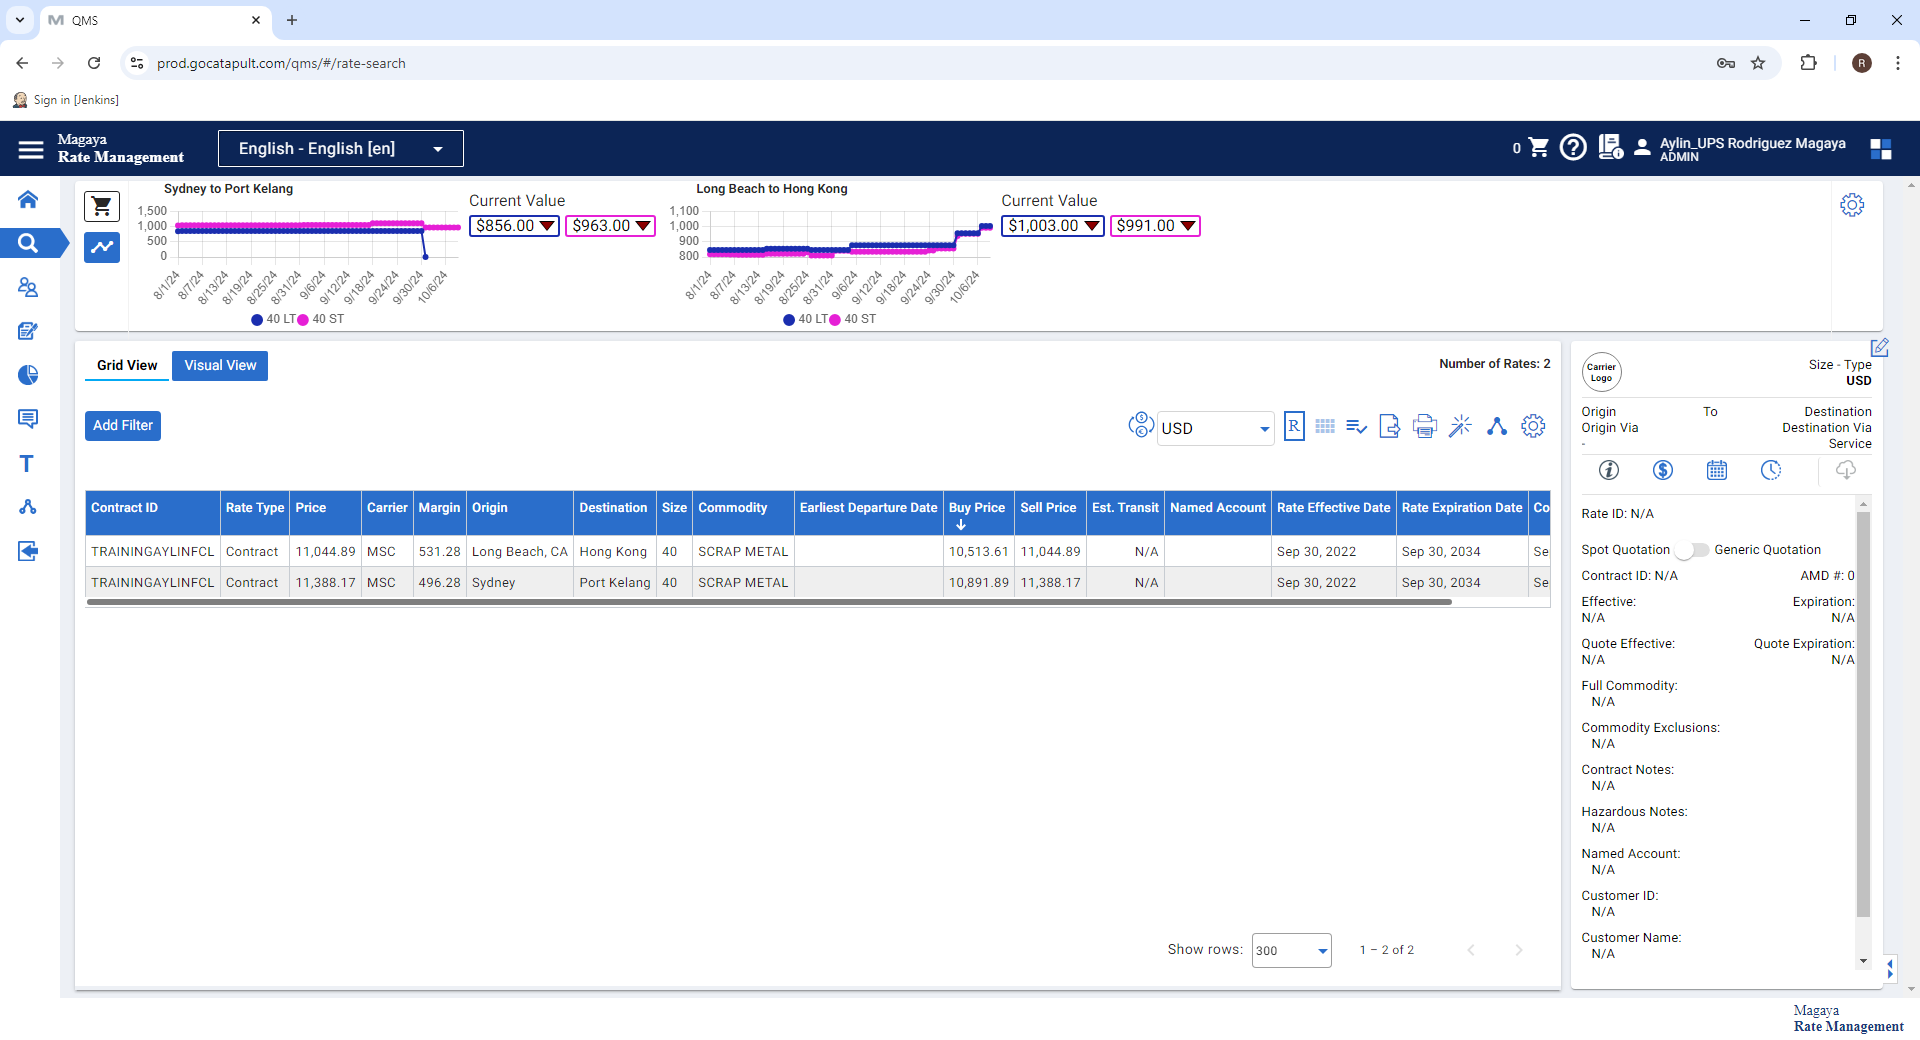 QMS
prod.gocatapult.com/qms/#/rate-search
R
Sign in [Jenkins]
Magaya
Rate Management
English - English [en]
0
Aylin_UPS Rodriguez Magaya
ADMIN
Sydney to Port Kelang
1,500
1,000
500
0
8/1/24 8/7/24 8/13/24 8/19/24 8/25/24 8/31/24 9/6/24 9/12/24 9/18/24 9/24/24 9/30/24 10/6/24
40 LT 40 ST
Current Value
$856.00 $963.00
Long Beach to Hong Kong
1,100
1,000
900
800
8/1/24 8/7/24 8/13/24 8/19/24 8/25/24 8/31/24 9/6/24 9/12/24 9/18/24 9/24/24 9/30/24 10/6/24
40 LT 40 ST
Current Value
$1,003.00 $991.00
Grid View Visual View
Number of Rates: 2
Add Filter
USD
R
Contract ID Rate Type Price Carrier Margin Origin Destination Size Commodity Earliest Departure Date Buy Price Sell Price Est. Transit Named Account Rate Effective Date Rate Expiration Date Co
TRAININGAYLINFCL Contract 11,044.89 MSC 531.28 Long Beach, CA Hong Kong 40 SCRAP METAL 10,513.61 11,044.89 N/A Sep 30, 2022 Sep 30, 2034 Se
TRAININGAYLINFCL Contract 11,388.17 MSC 496.28 Sydney Port Kelang 40 SCRAP METAL 10,891.89 11,388.17 N/A Sep 30, 2022 Sep 30, 2034 Se
Show rows: 300 1 – 2 of 2
Carrier
Logo
Size - Type
USD
Origin To Destination
Origin Via Destination Via
- Service
Rate ID: N/A
Spot Quotation Generic Quotation
Contract ID: N/A AMD #: 0
Effective: Expiration:
N/A N/A
Quote Effective: Quote Expiration:
N/A N/A
Full Commodity:
N/A
Commodity Exclusions:
N/A
Contract Notes:
N/A
Hazardous Notes:
N/A
Named Account:
N/A
Customer ID:
N/A
Customer Name:
N/A
Magaya
Rate Management